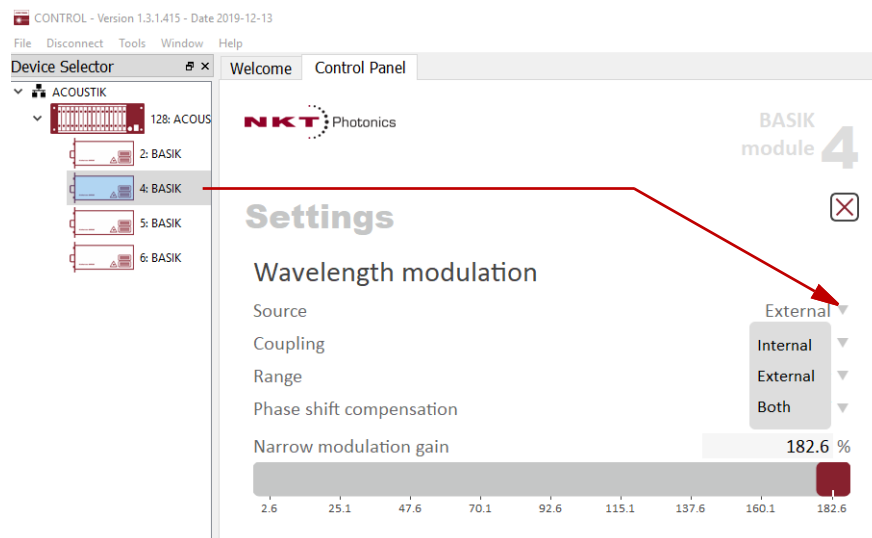 CONTROL - Version 1.3.1.415 - Date 2019-12-13
File Disconnect Tools Window Help
Device Selector
Welcome Control Panel
ACOUSTIK
128: ACOUS
2: BASIK
4: BASIK
5: BASIK
6: BASIK
NKT Photonics
BASIK
module 4
Settings
Wavelength modulation
Source External
Coupling
Range
Phase shift compensation
Internal
External
Both
Narrow modulation gain 182.6 %
2.6 25.1 47.6 70.1 92.6 115.1 137.6 160.1 182.6